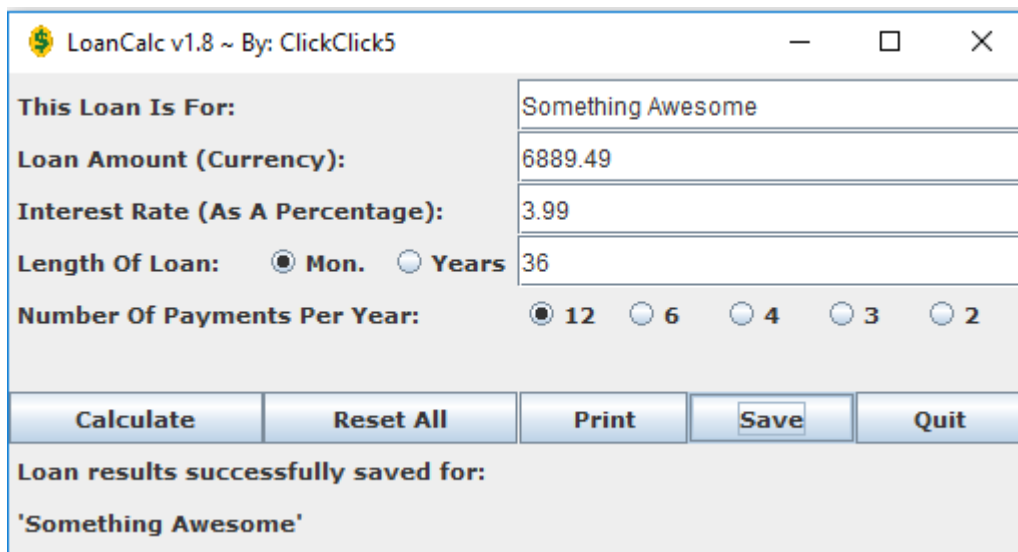 LoanCalc v1.8 ~ By: ClickClick5
This Loan Is For: Something Awesome
Loan Amount (Currency): 6889.49
Interest Rate (As A Percentage): 3.99
Length Of Loan: Mon. Years 36
Number Of Payments Per Year: 12 6 4 3 2
Calculate Reset All Print Save Quit
Loan results successfully saved for:
'Something Awesome'